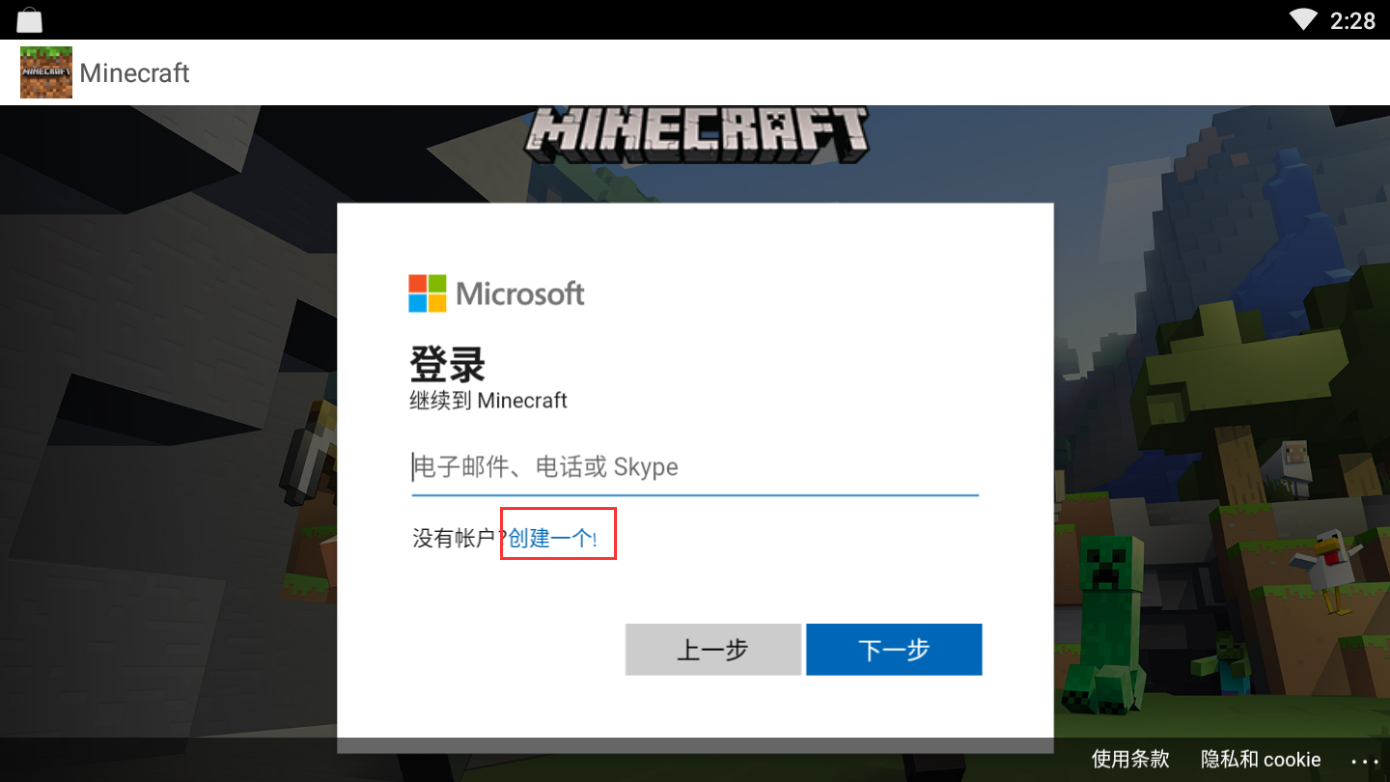 2:28
MINECRAFT
Minecraft
MINECRAFT
Microsoft
登录
继续到 Minecraft
电子邮件、电话或 Skype
没有帐户?创建一个!
上一步 下一步
使用条款 隐私和 cookie ...